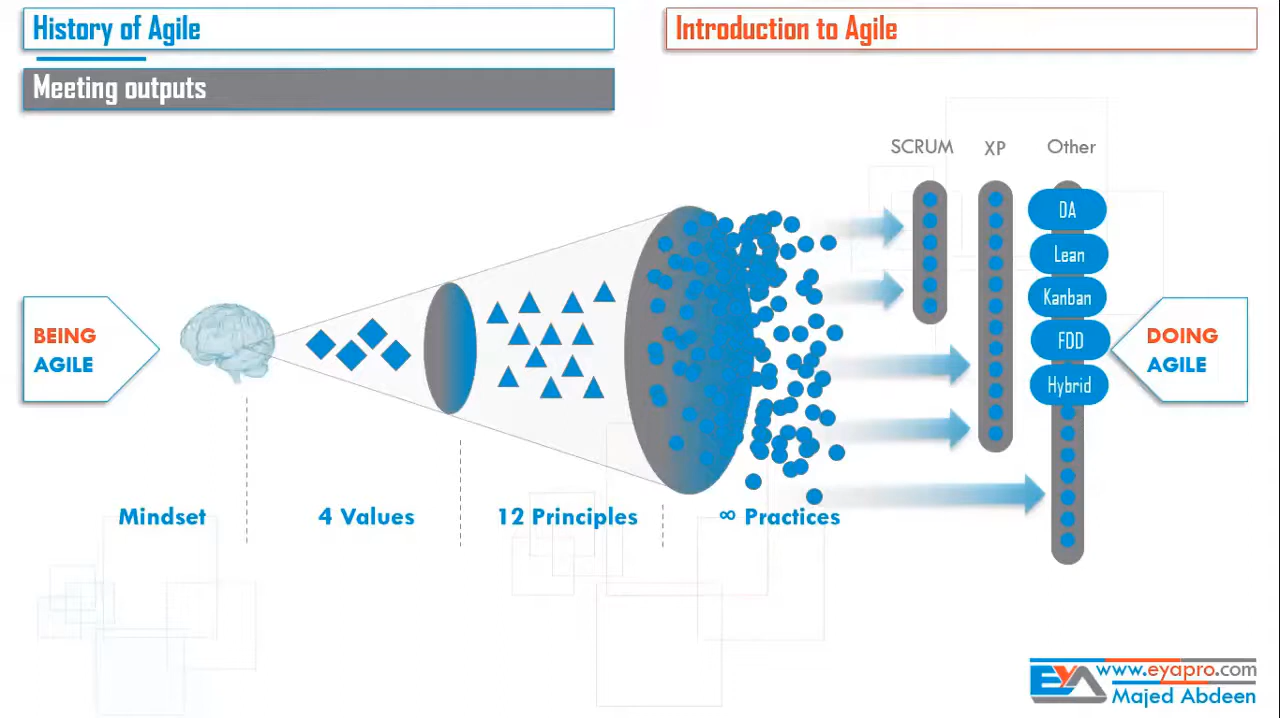 History of Agile
Introduction to Agile
Meeting outputs
SCRUM
XP
Other
DA
Lean
Kanban
FDD
Hybrid
BEING
AGILE
DOING
AGILE
Mindset
4 Values
12 Principles
∞ Practices
EYA
www.eyapro.com
Majed Abdeen